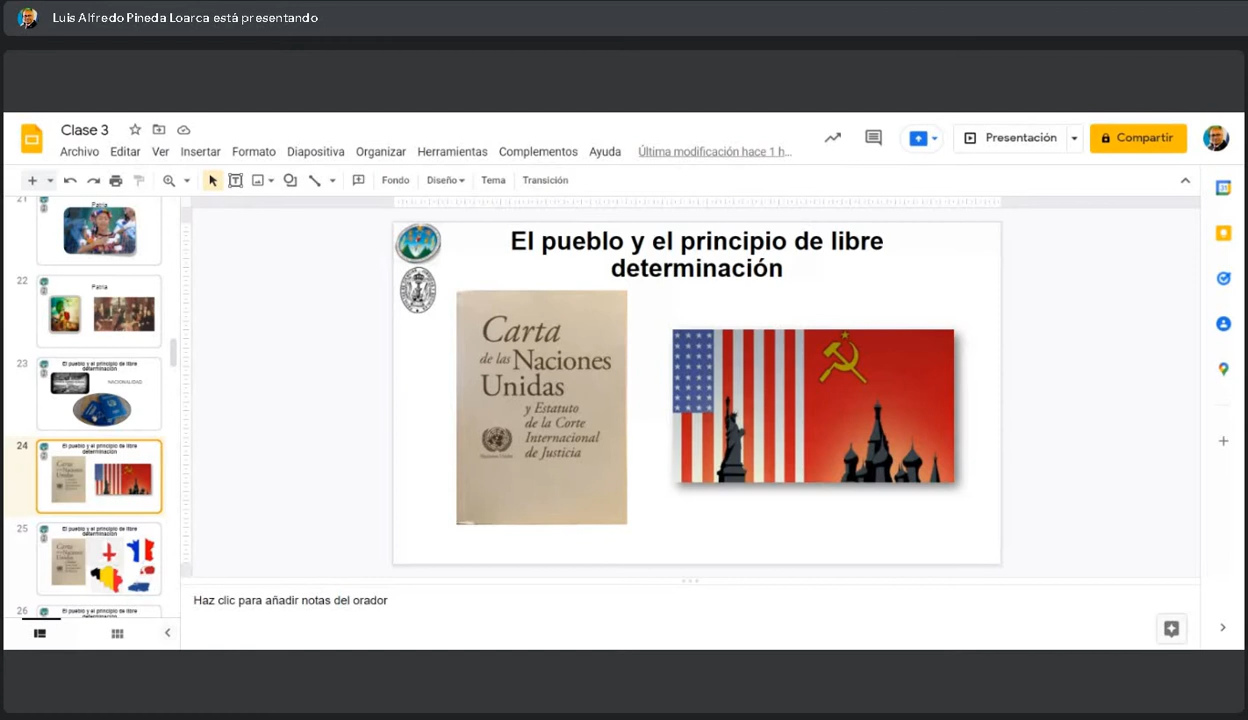 Luis Alfredo Pineda Loarca está presentando
Clase 3
Archivo Editar Ver Insertar Formato Diapositiva Organizar Herramientas Complementos Ayuda Última modificación hace 1 h...
Presentación
Compartir
Fondo Diseño Tema Transición
21
Patria
22
Patria
23
El pueblo y el principio de libre
determinación
NACIONALIDAD
24
El pueblo y el principio de libre
determinación
Carta
25
El pueblo y el principio de libre
determinación
Carta
26
El pueblo y el principio de libre
El pueblo y el principio de libre
determinación
Carta
de las Naciones
Unidas
y Estatuto
de la Corte
Internacional
de Justicia
Naciones Unidas
Haz clic para añadir notas del orador